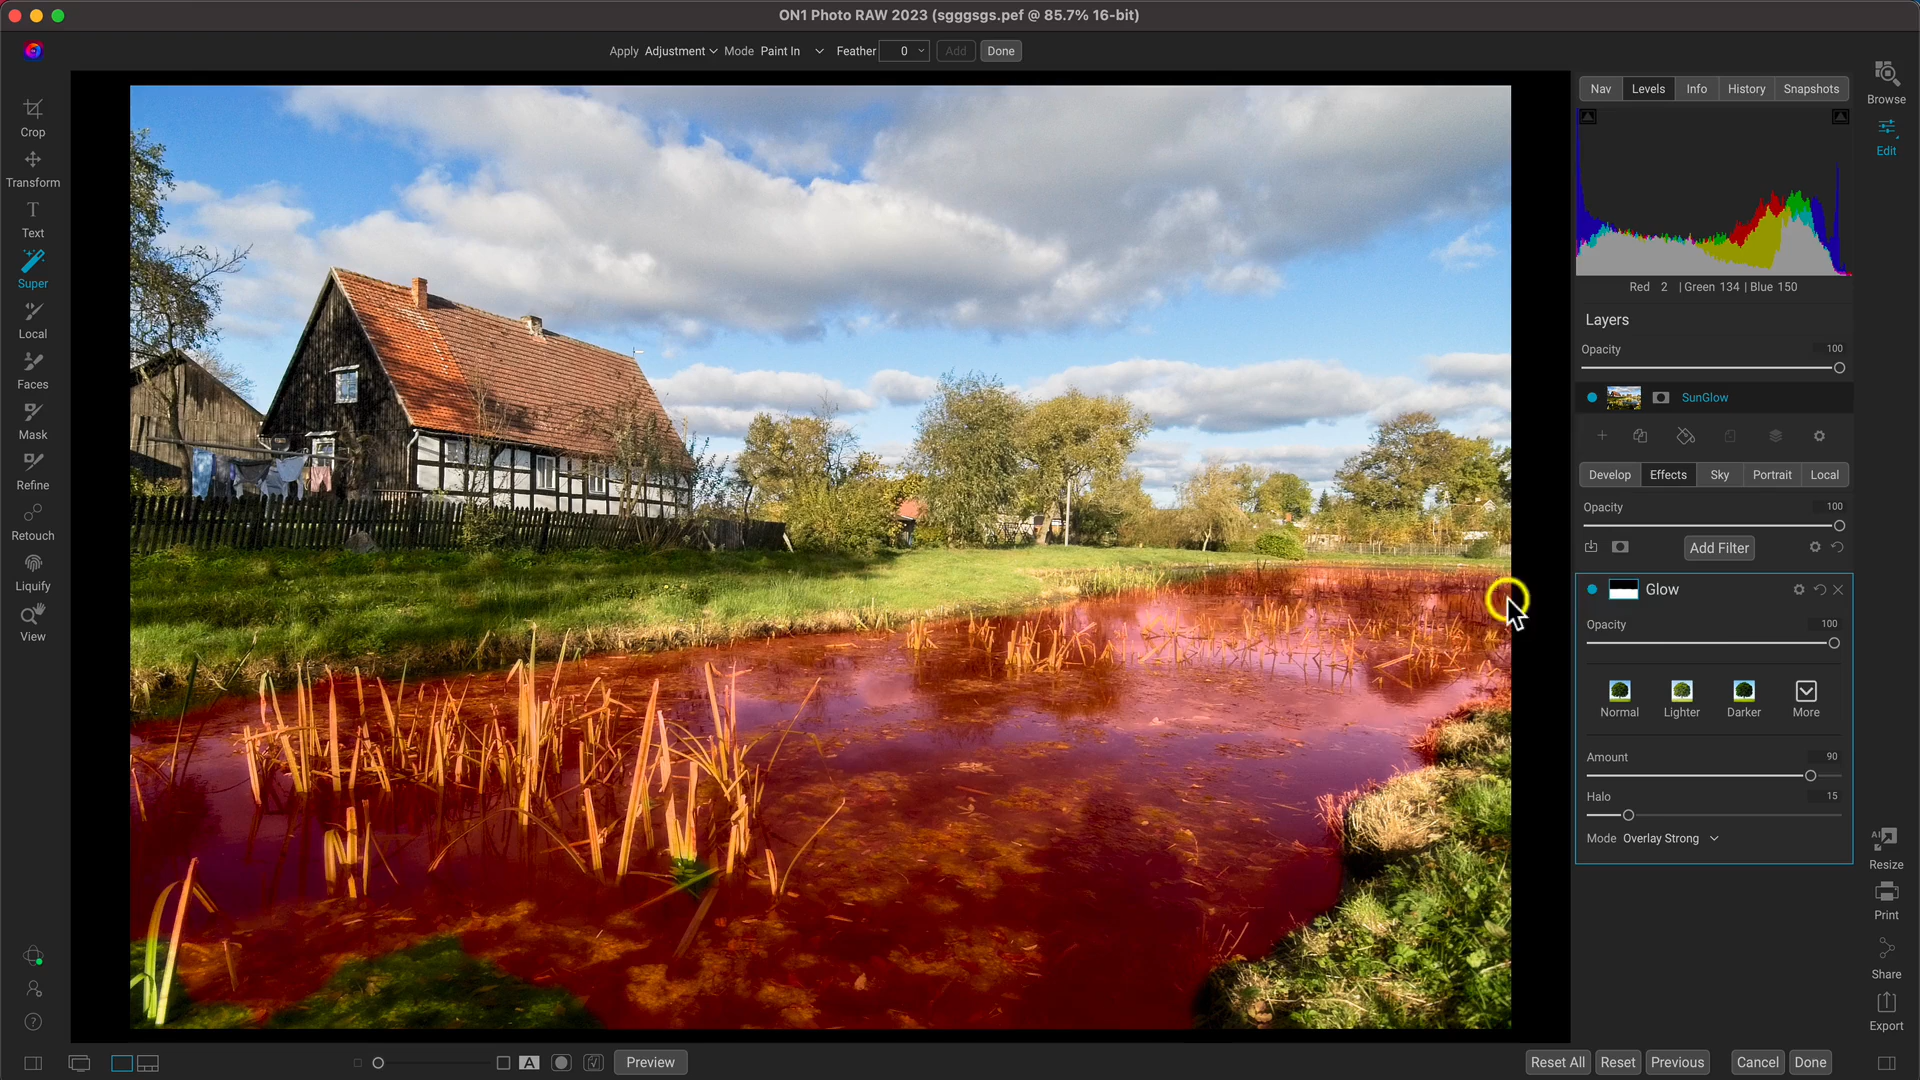 ON1 Photo RAW 2023 (sgggsgs.pef @ 85.7% 16-bit)
Apply Adjustment Mode Paint In Feather 0 Add Done
Crop
Transform
Text
Super
Local
Faces
Mask
Refine
Retouch
Liquify
View
Nav Levels Info History Snapshots
Red 2 | Green 134 | Blue 150
Layers
Opacity 100
SunGlow
Develop Effects Sky Portrait Local
Opacity 100
Add Filter
Glow
Opacity 100
Normal Lighter Darker More
Amount 90
Halo 15
Mode Overlay Strong
Browse
Edit
AI
Resize
Print
Share
Export
A Preview
Reset All Reset Previous Cancel Done